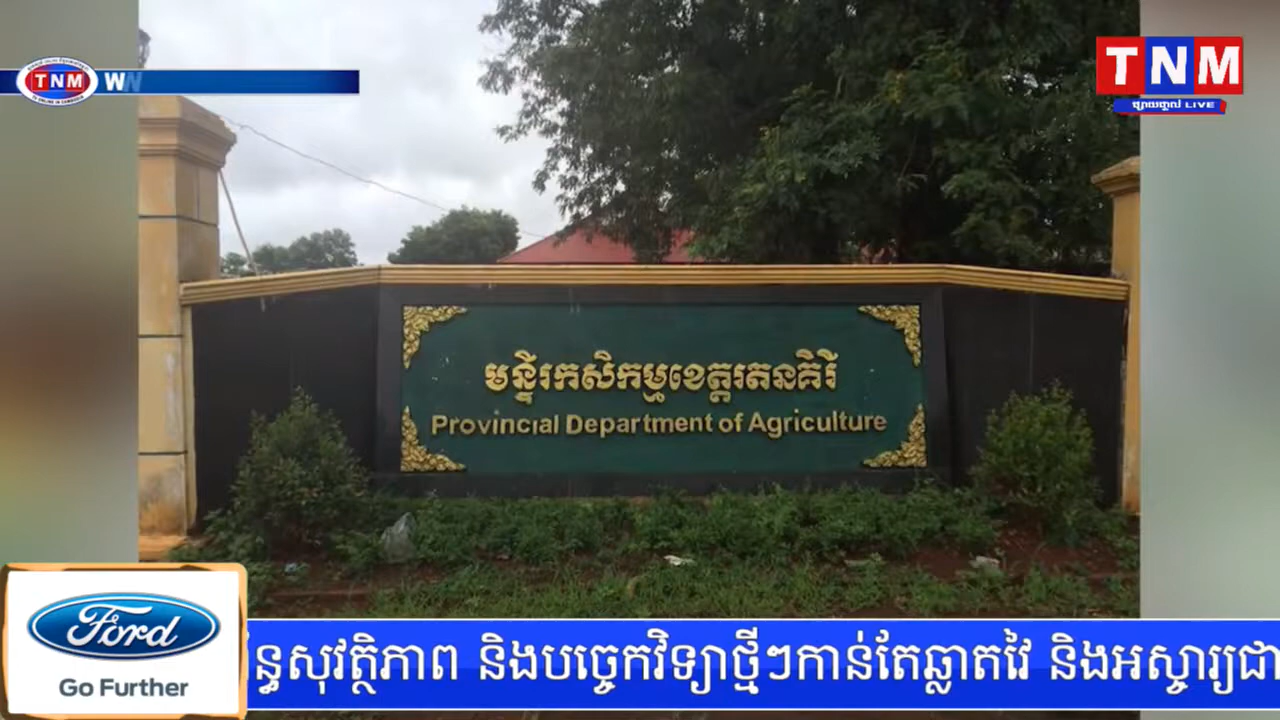 TNM
WN
TNM
ផ្សាយផ្ទាល់ LIVE
មន្ទីរកសិកម្មខេត្តរតនគិរី
Provincial Department of Agriculture
Ford
Go Further
ន្ធសុវត្ថិភាព និងបច្ចេកវិទ្យាថ្មីៗកាន់តែឆ្លាតវៃ និងអស្ចារ្យជា